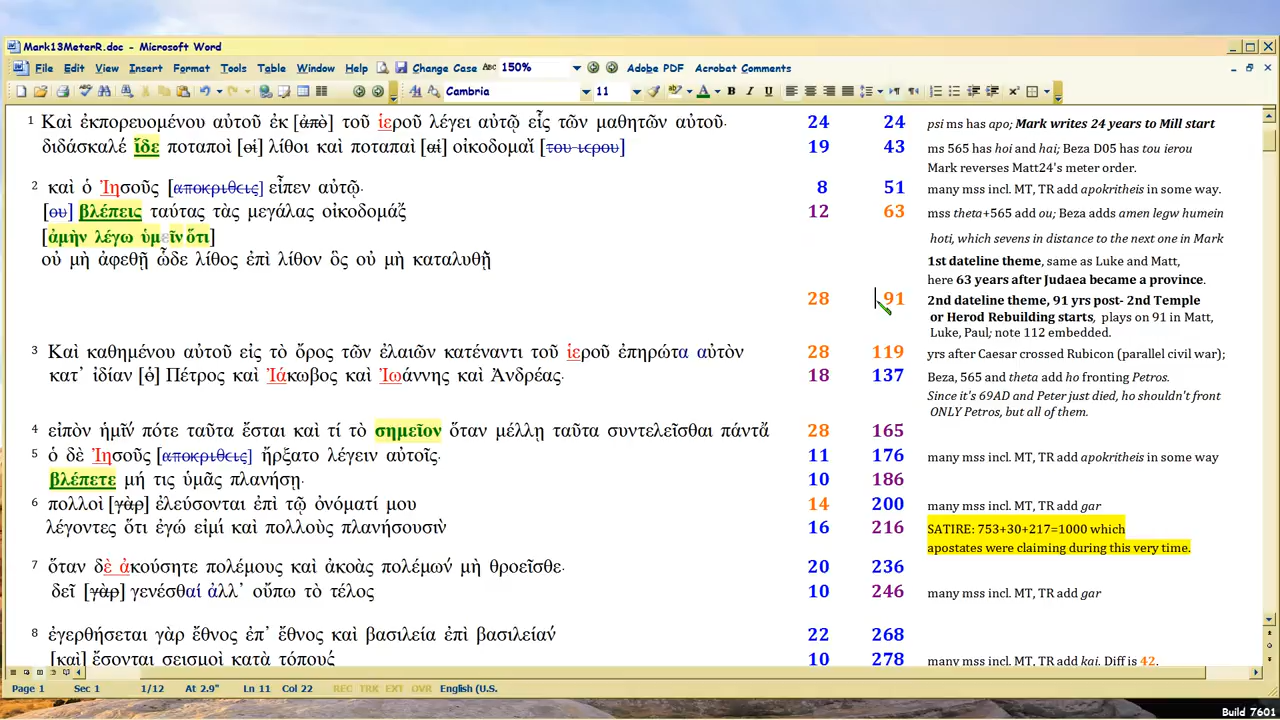 Mark13MeterR.doc - Microsoft Word
File Edit View Insert Format Tools Table Window Help Change Case ABC 150% Adobe PDF Acrobat Comments
Cambria 11 A B I U
1 Καὶ ἐκπορευομένου αὐτοῦ ἐκ [ἀπὸ] τοῦ ἱεροῦ λέγει αὐτῷ εἷς τῶν μαθητῶν αὐτοῦ· 24 24 psi ms has apo; Mark writes 24 years to Mill start
διδάσκαλέ ἴδε ποταποὶ [οἱ] λίθοι καὶ ποταπαὶ [αἱ] οἰκοδομαΐ [του ιερου] 19 43 ms 565 has hoi and hai; Beza D05 has tou ierou
Mark reverses Matt24's meter order.
2 καὶ ὁ Ἰησοῦς [αποκριθεις] εἶπεν αὐτῷ· 8 51 many mss incl. MT, TR add apokritheis in some way.
[ου] βλέπεις ταύτας τὰς μεγάλας οἰκοδομάς̓ 12 63 mss theta+565 add ou; Beza adds amen legw humein
[ἀμὴν λέγω ὑμεῖν ὅτι] hoti, which sevens in distance to the next one in Mark
οὐ μὴ ἀφεθῇ ὧδε λίθος ἐπὶ λίθον ὃς οὐ μὴ καταλυθῇ 1st dateline theme, same as Luke and Matt,
here 63 years after Judaea became a province.
28 91 2nd dateline theme, 91 yrs post- 2nd Temple
or Herod Rebuilding starts, plays on 91 in Matt,
Luke, Paul; note 112 embedded.
3 Καὶ καθημένου αὐτοῦ εἰς τὸ ὄρος τῶν ἐλαιῶν κατέναντι τοῦ ἱεροῦ ἐπηρώτα αὐτὸν 28 119 yrs after Caesar crossed Rubicon (parallel civil war);
κατ᾽ ἰδίαν [ὁ] Πέτρος καὶ Ἰάκωβος καὶ Ἰωάννης καὶ Ἀνδρέας. 18 137 Beza, 565 and theta add ho fronting Petros.
Since it's 69AD and Peter just died, ho shouldn't front
ONLY Petros, but all of them.
4 εἰπὸν ἡμῖν πότε ταῦτα ἔσται καὶ τί τὸ σημεῖον ὅταν μέλλῃ ταῦτα συντελεῖσθαι πάντα 28 165
5 ὁ δὲ Ἰησοῦς [αποκριθεις] ἤρξατο λέγειν αὐτοῖς· 11 176 many mss incl. MT, TR add apokritheis in some way
βλέπετε μή τις ὑμᾶς πλανήσῃ. 10 186
6 πολλοὶ [γὰρ] ἐλεύσονται ἐπὶ τῷ ὀνόματί μου 14 200 many mss incl. MT, TR add gar
λέγοντες ὅτι ἐγώ εἰμί καὶ πολλοὺς πλανήσουσιν 16 216 SATIRE: 753+30+217=1000 which
apostates were claiming during this very time.
7 ὅταν δὲ ἀκούσητε πολέμους καὶ ἀκοὰς πολέμων μὴ θροεῖσθε· 20 236
δεῖ [γὰρ] γενέσθαί ἀλλ᾽ οὔπω τὸ τέλος 10 246 many mss incl. MT, TR add gar
8 ἐγερθήσεται γὰρ ἔθνος ἐπ᾽ ἔθνος καὶ βασιλεία ἐπὶ βασιλείαν 22 268
[καὶ] ἔσονται σεισμοὶ κατὰ τόπους 10 278 many mss incl. MT, TR add kai. Diff is 42.
Page 1 Sec 1 1/12 At 2.9" Ln 11 Col 22 REC TRK EXT OVR English (U.S.
Build 7601